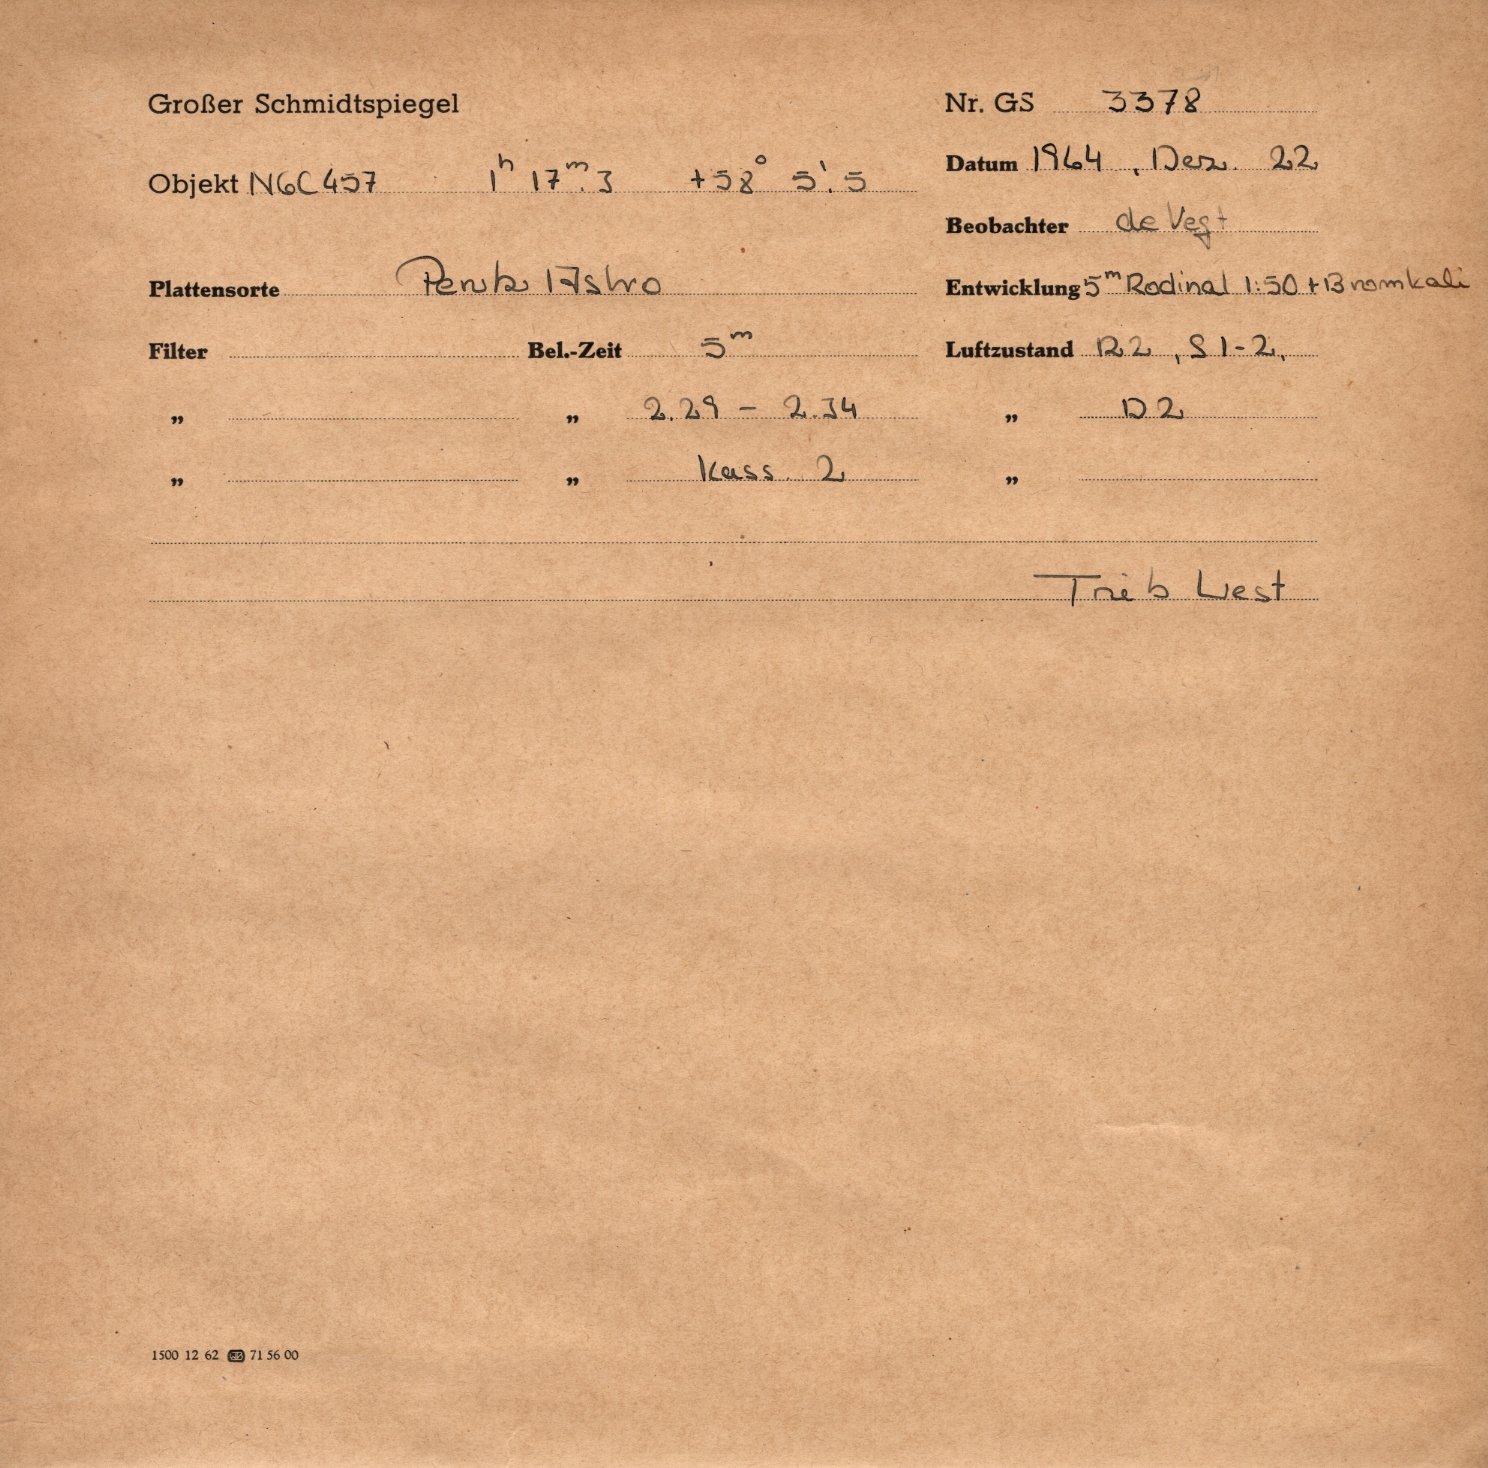 Großer Schmidtspiegel
Nr. GS 3378
Objekt NGC 457 1ʰ 17ᵐ.3 +58° 5'.5
Datum 1964, Dez. 22
Beobachter de Vegt
Plattensorte Perutz Astro
Entwicklung 5ᵐ Rodinal 1:50 + Bromkali
Filter Bel.-Zeit 5ᵐ
Luftzustand R2, S1-2,
„ „ 2.29 - 2.34 „ D2
„ „ Kass. 2 „
Trieb West
1500 12 62 71 56 00